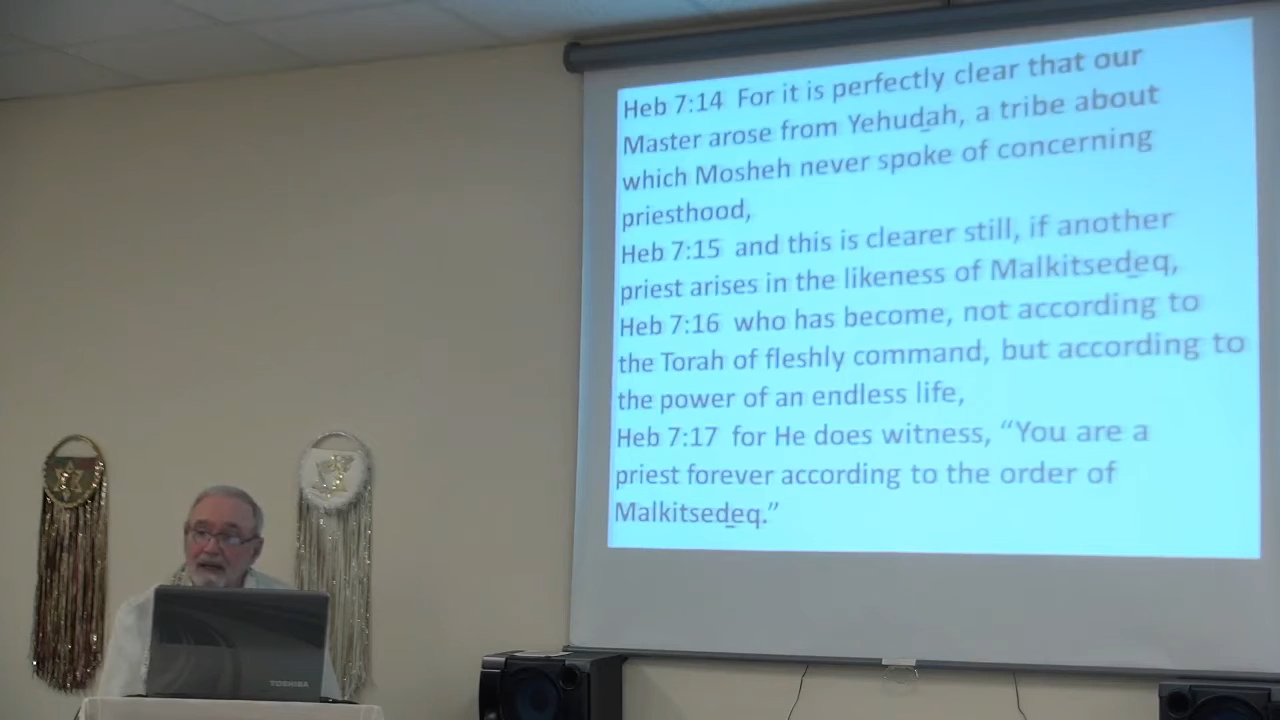 Heb 7:14 For it is perfectly clear that our
Master arose from Yehudah, a tribe about
which Mosheh never spoke of concerning
priesthood,
Heb 7:15 and this is clearer still, if another
priest arises in the likeness of Malkitsedeq,
Heb 7:16 who has become, not according to
the Torah of fleshly command, but according to
the power of an endless life,
Heb 7:17 for He does witness, “You are a
priest forever according to the order of
Malkitsedeq.”
TOSHIBA